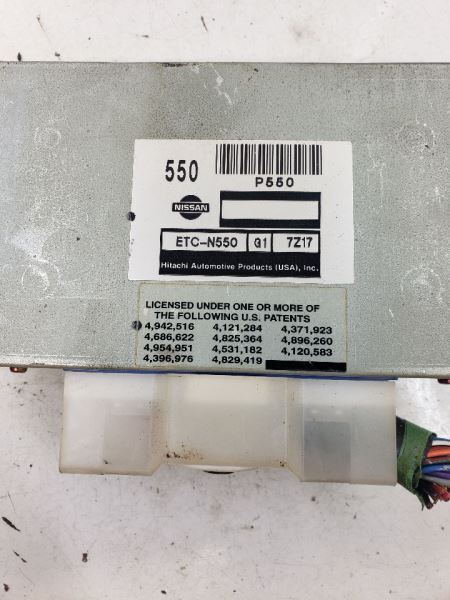 550
P550
NISSAN
ETC-N550 G1 7Z17
Hitachi Automotive Products (USA), Inc.
LICENSED UNDER ONE OR MORE OF
THE FOLLOWING U.S. PATENTS
4,942,516 4,121,284 4,371,923
4,686,622 4,825,364 4,896,260
4,954,951 4,531,182 4,120,583
4,396,976 4,829,419